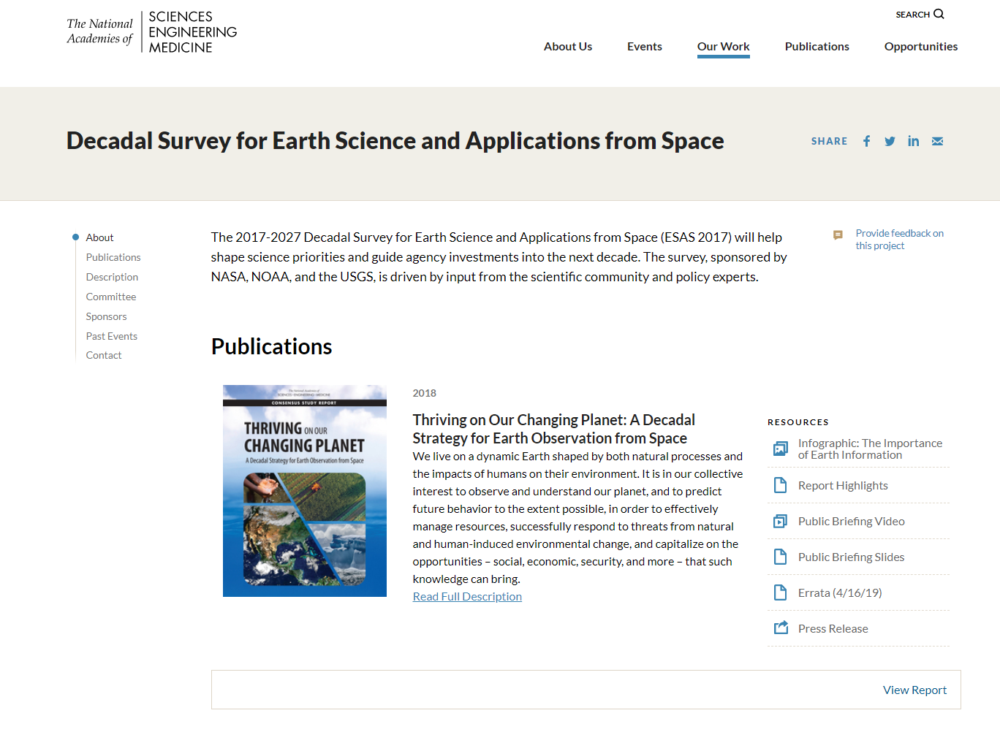 The National
Academies of
SCIENCES
ENGINEERING
MEDICINE
SEARCH
About Us
Events
Our Work
Publications
Opportunities
Decadal Survey for Earth Science and Applications from Space
SHARE
About
Publications
Description
Committee
Sponsors
Past Events
Contact
The 2017-2027 Decadal Survey for Earth Science and Applications from Space (ESAS 2017) will help
shape science priorities and guide agency investments into the next decade. The survey, sponsored by
NASA, NOAA, and the USGS, is driven by input from the scientific community and policy experts.
Provide feedback on
this project
Publications
The National Academies of
SCIENCES • ENGINEERING • MEDICINE
CONSENSUS STUDY REPORT
THRIVING ON OUR
CHANGING PLANET
A Decadal Strategy for Earth Observation from Space
2018
Thriving on Our Changing Planet: A Decadal
Strategy for Earth Observation from Space
We live on a dynamic Earth shaped by both natural processes and
the impacts of humans on their environment. It is in our collective
interest to observe and understand our planet, and to predict
future behavior to the extent possible, in order to effectively
manage resources, successfully respond to threats from natural
and human-induced environmental change, and capitalize on the
opportunities – social, economic, security, and more – that such
knowledge can bring.
Read Full Description
RESOURCES
Infographic: The Importance
of Earth Information
Report Highlights
Public Briefing Video
Public Briefing Slides
Errata (4/16/19)
Press Release
View Report